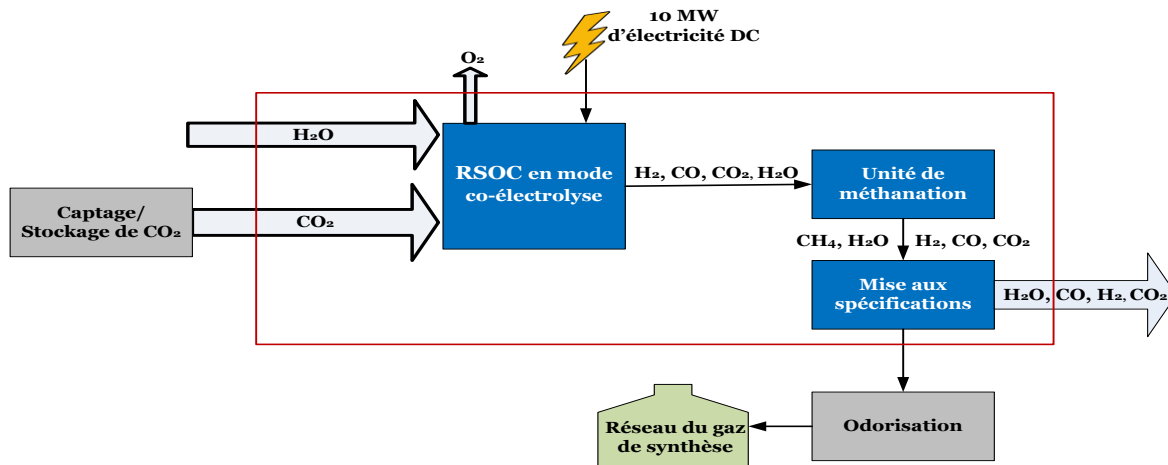 10 MW
d'électricité DC
O₂
H₂O
Captage/
Stockage de CO₂
CO₂
RSOC en mode
co-électrolyse
H₂, CO, CO₂, H₂O
Unité de
méthanation
CH₄, H₂O
H₂, CO, CO₂
Mise aux
spécifications
H₂O, CO, H₂, CO₂
Réseau du gaz
de synthèse
Odorisation